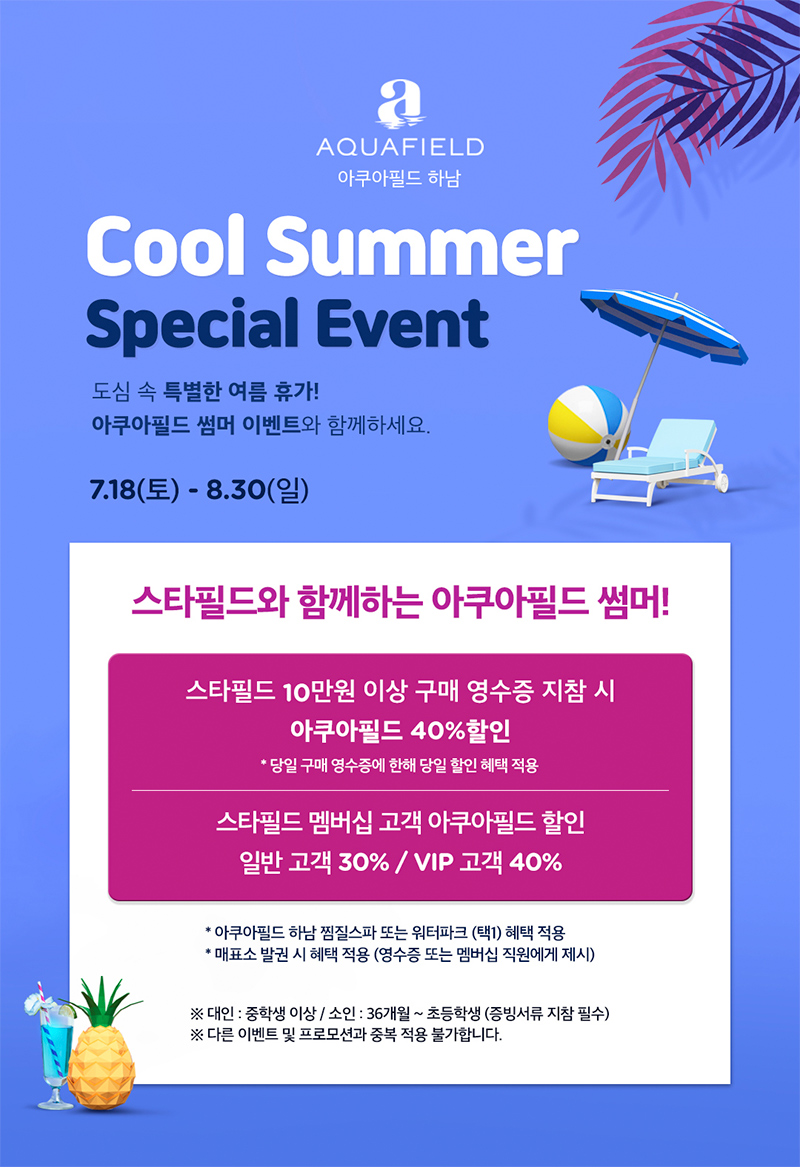 a
AQUAFIELD
아쿠아필드 하남
Cool Summer
Special Event
도심 속 특별한 여름 휴가!
아쿠아필드 썸머 이벤트와 함께하세요.
7.18(토) - 8.30(일)
스타필드와 함께하는 아쿠아필드 썸머!
스타필드 10만원 이상 구매 영수증 지참 시
아쿠아필드 40%할인
* 당일 구매 영수증에 한해 당일 할인 혜택 적용
스타필드 멤버십 고객 아쿠아필드 할인
일반 고객 30% / VIP 고객 40%
* 아쿠아필드 하남 찜질스파 또는 워터파크 (택1) 혜택 적용
* 매표소 발권 시 혜택 적용 (영수증 또는 멤버십 직원에게 제시)
※ 대인 : 중학생 이상 / 소인 : 36개월 ~ 초등학생 (증빙서류 지참 필수)
※ 다른 이벤트 및 프로모션과 중복 적용 불가합니다.